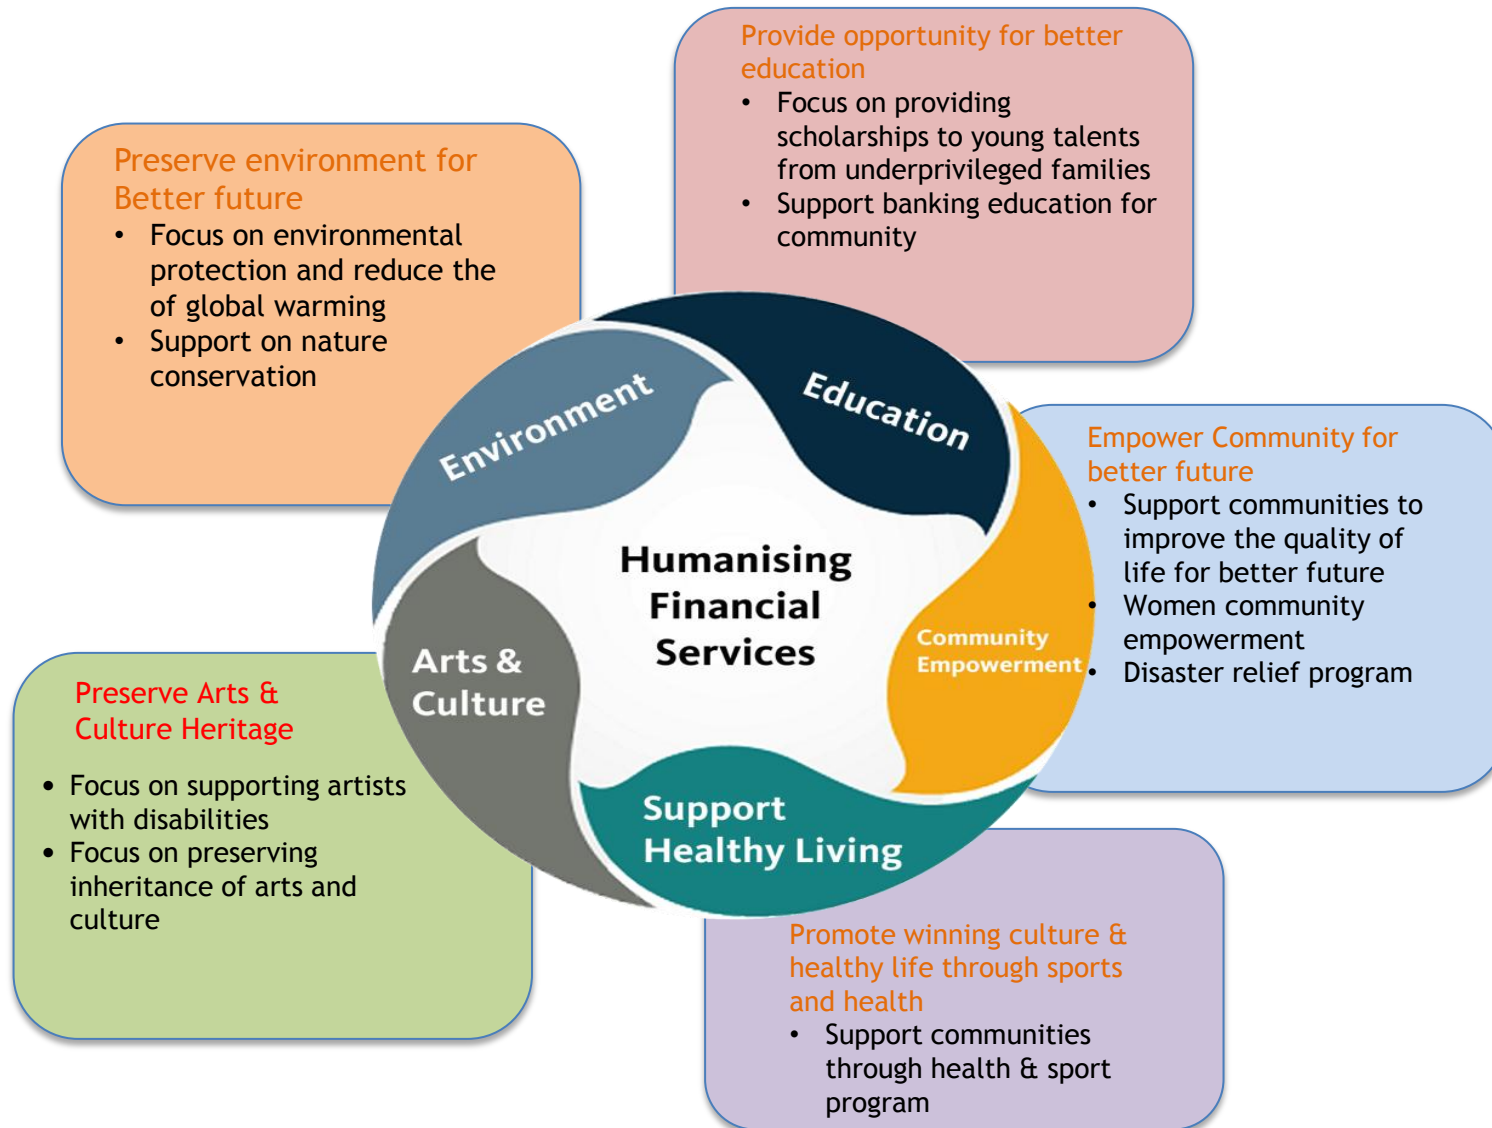 Provide opportunity for better
education
• Focus on providing
scholarships to young talents
from underprivileged families
• Support banking education for
community
Preserve environment for
Better future
• Focus on environmental
protection and reduce the
of global warming
• Support on nature
conservation
Environment
Education
Empower Community for
better future
• Support communities to
improve the quality of
life for better future
• Women community
empowerment
• Disaster relief program
Humanising
Financial
Services
Community
Empowerment
Arts &
Culture
Preserve Arts &
Culture Heritage
• Focus on supporting artists
with disabilities
• Focus on preserving
inheritance of arts and
culture
Support
Healthy Living
Promote winning culture &
healthy life through sports
and health
• Support communities
through health & sport
program